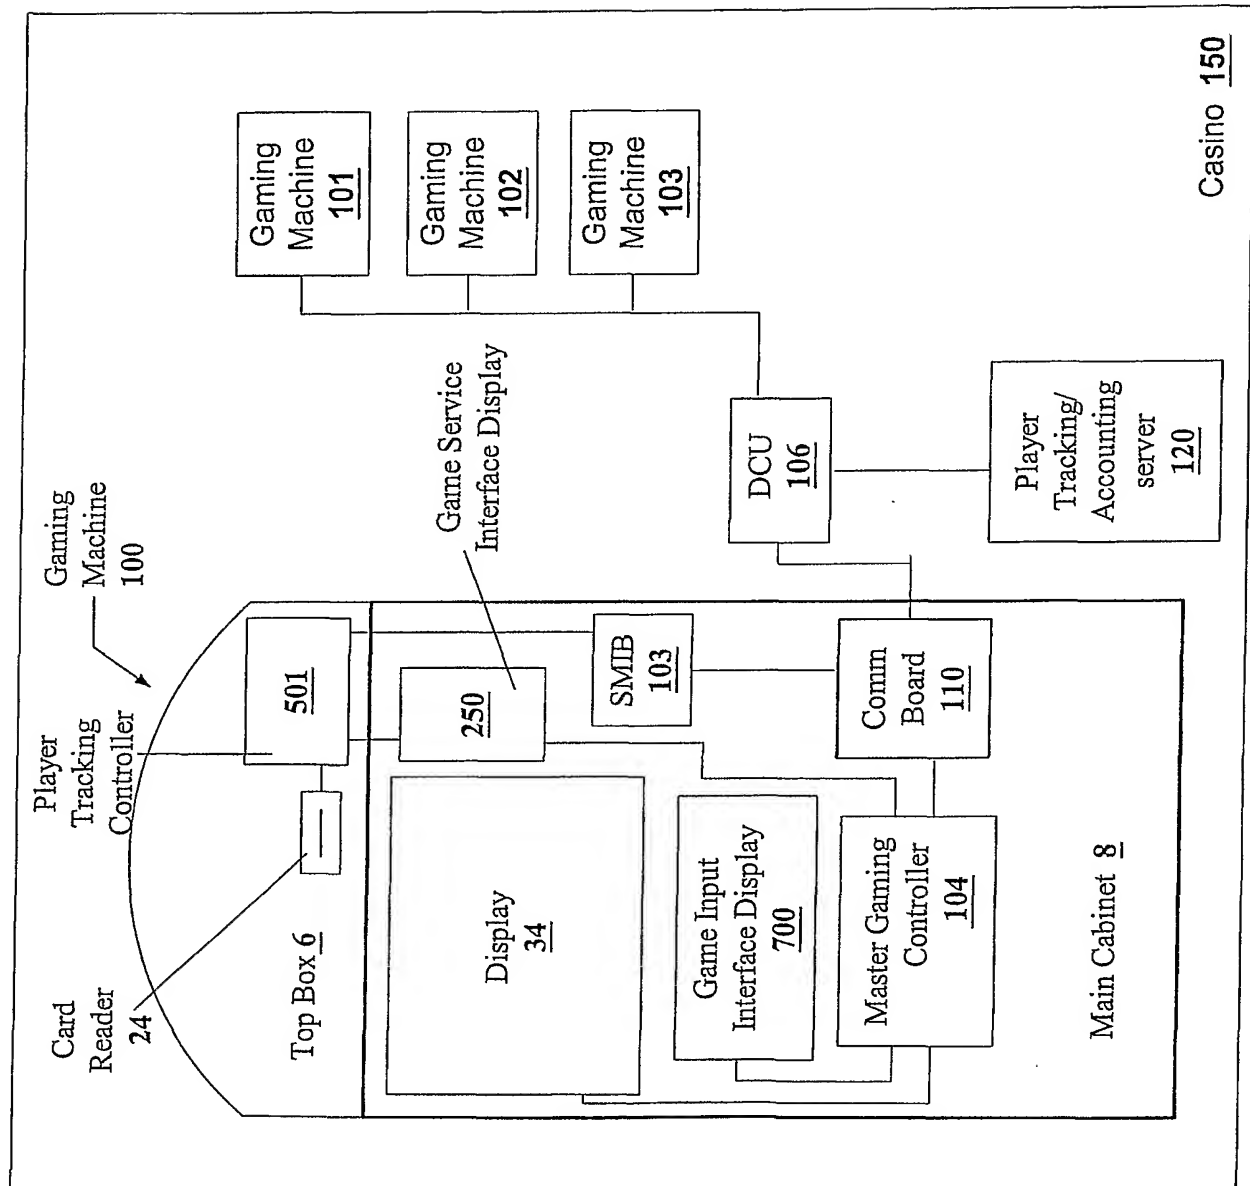 Gaming
Machine
100
Player
Tracking
Controller
Card
Reader
24
501
Top Box 6
250
Game Service
Interface Display
Display
34
SMIB
103
Game Input
Interface Display
700
Comm
Board
110
Master Gaming
Controller
104
Main Cabinet 8
Gaming
Machine
101
Gaming
Machine
102
Gaming
Machine
103
DCU
106
Player
Tracking/
Accounting
server
120
Casino 150